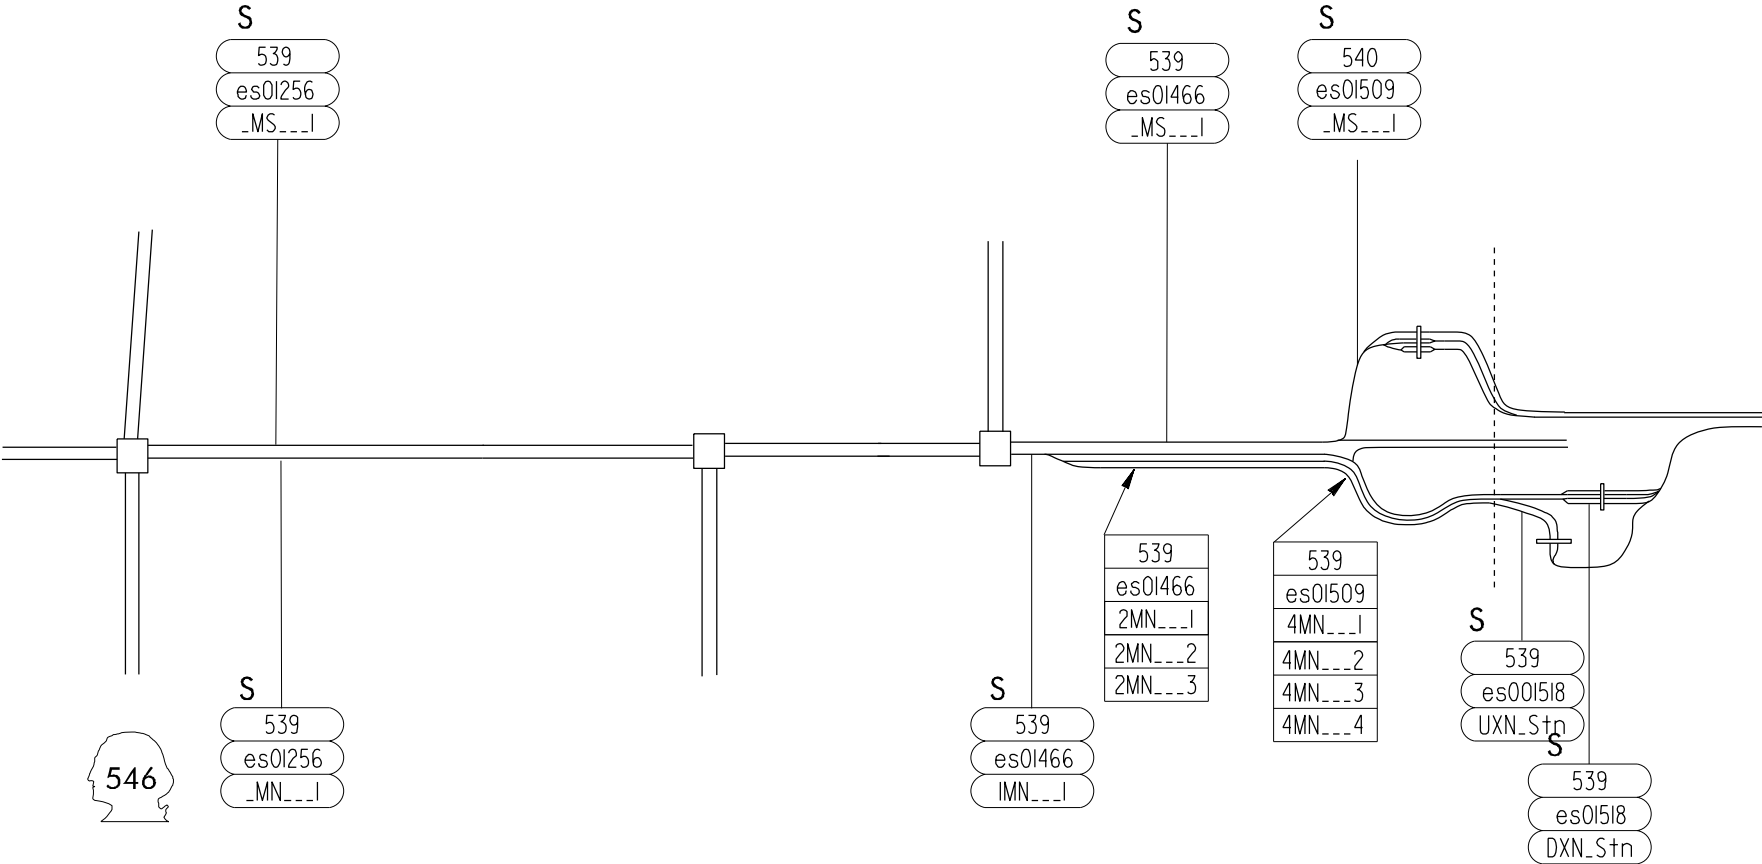 S
539
es01256
_MS___1
S
539
es01466
_MS___1
S
540
es01509
_MS___1
539
es01466
2MN___1
2MN___2
2MN___3
539
es01509
4MN___1
4MN___2
4MN___3
4MN___4
S
539
es001518
UXN_Stn
S
539
es01256
_MN___1
S
539
es01466
1MN___1
546
S
539
es01518
DXN_Stn